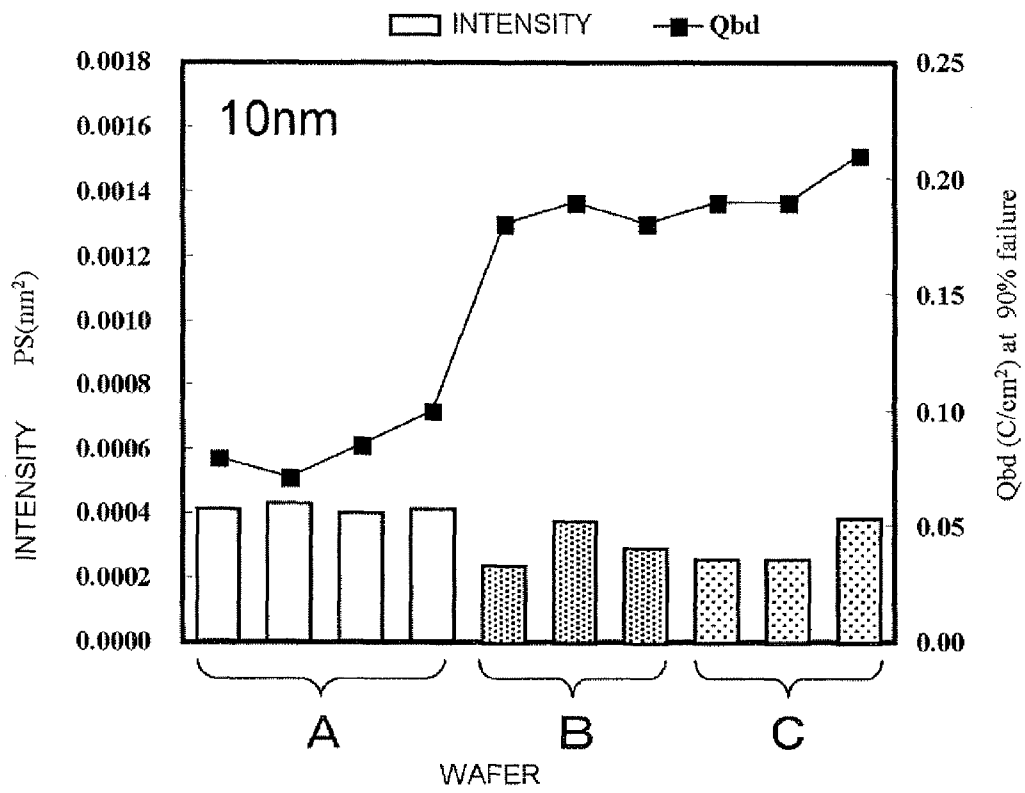 INTENSITY Qbd
0.0018
0.0016
0.0014
0.0012
0.0010
0.0008
0.0006
0.0004
0.0002
0.0000
INTENSITY PS(nm²)
10nm
0.25
0.20
0.15
0.10
0.05
0.00
Qbd (C/cm²) at 90% failure
A B C
WAFER